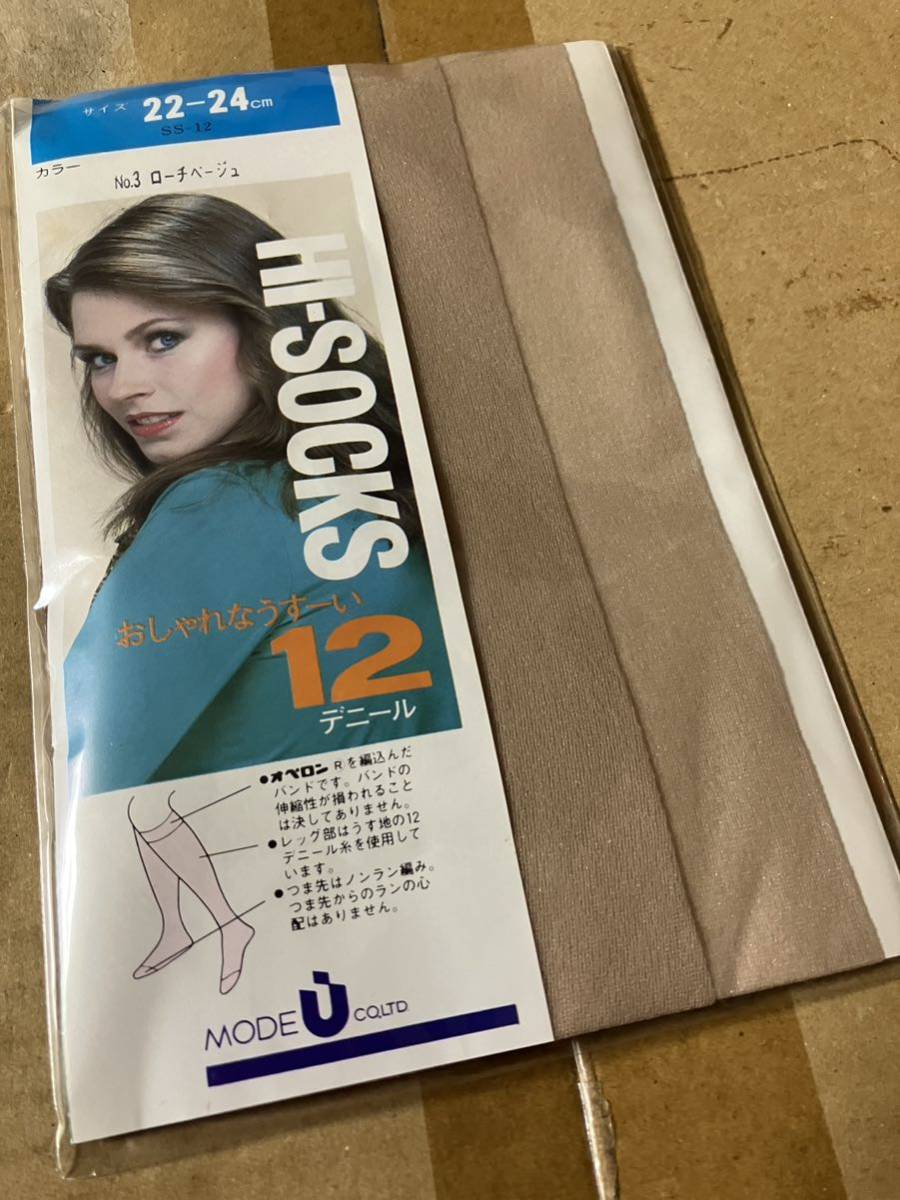 サイズ 22-24cm
SS-12
カラー
No.3 ローチベージュ
HI-SOCKS
おしゃれなうすーい
12
デニール
●オペロン Rを編込んだ
バンドです。バンドの
伸縮性が損われること
は決してありません。
●レッグ部はうす地の12
デニール糸を使用して
います。
●つま先はノンラン編み。
つま先からのランの心
配はありません。
MODE U CO.,LTD.